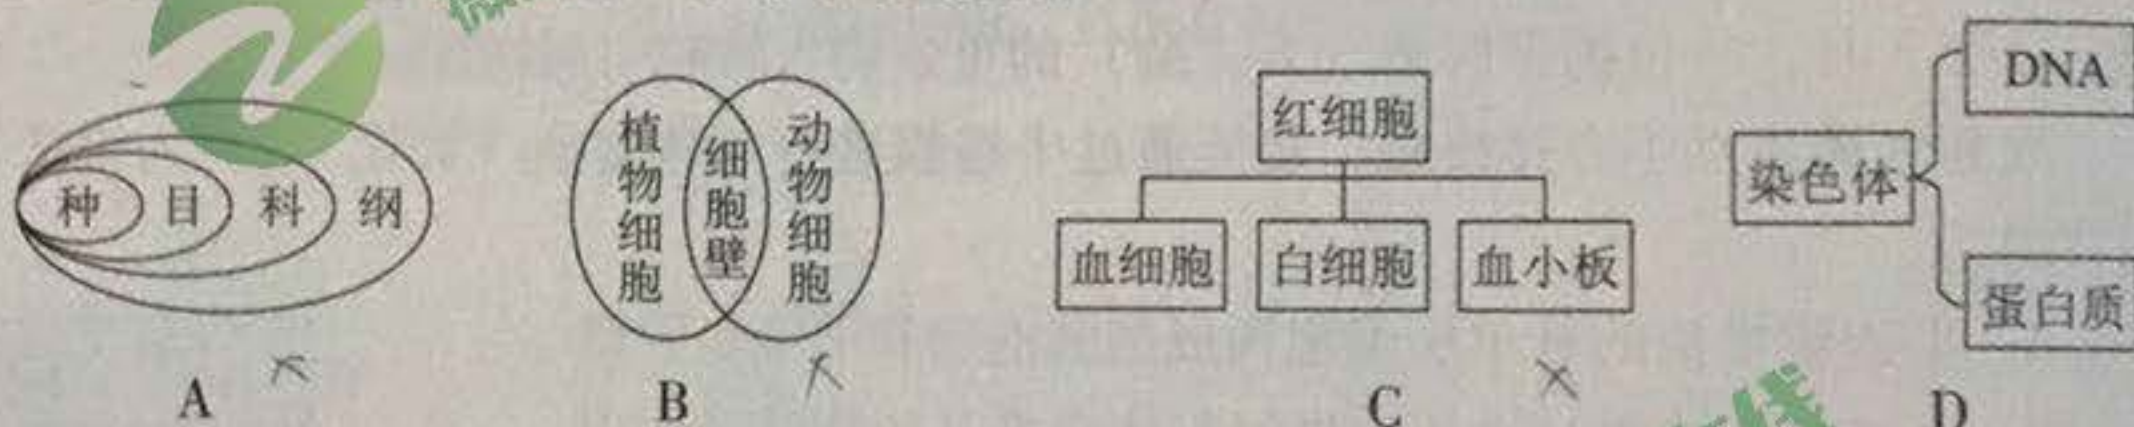 种 目 科 纲
植物细胞 细胞壁 动物细胞
红细胞
血细胞 白细胞 血小板
染色体
DNA
蛋白质
A B C D